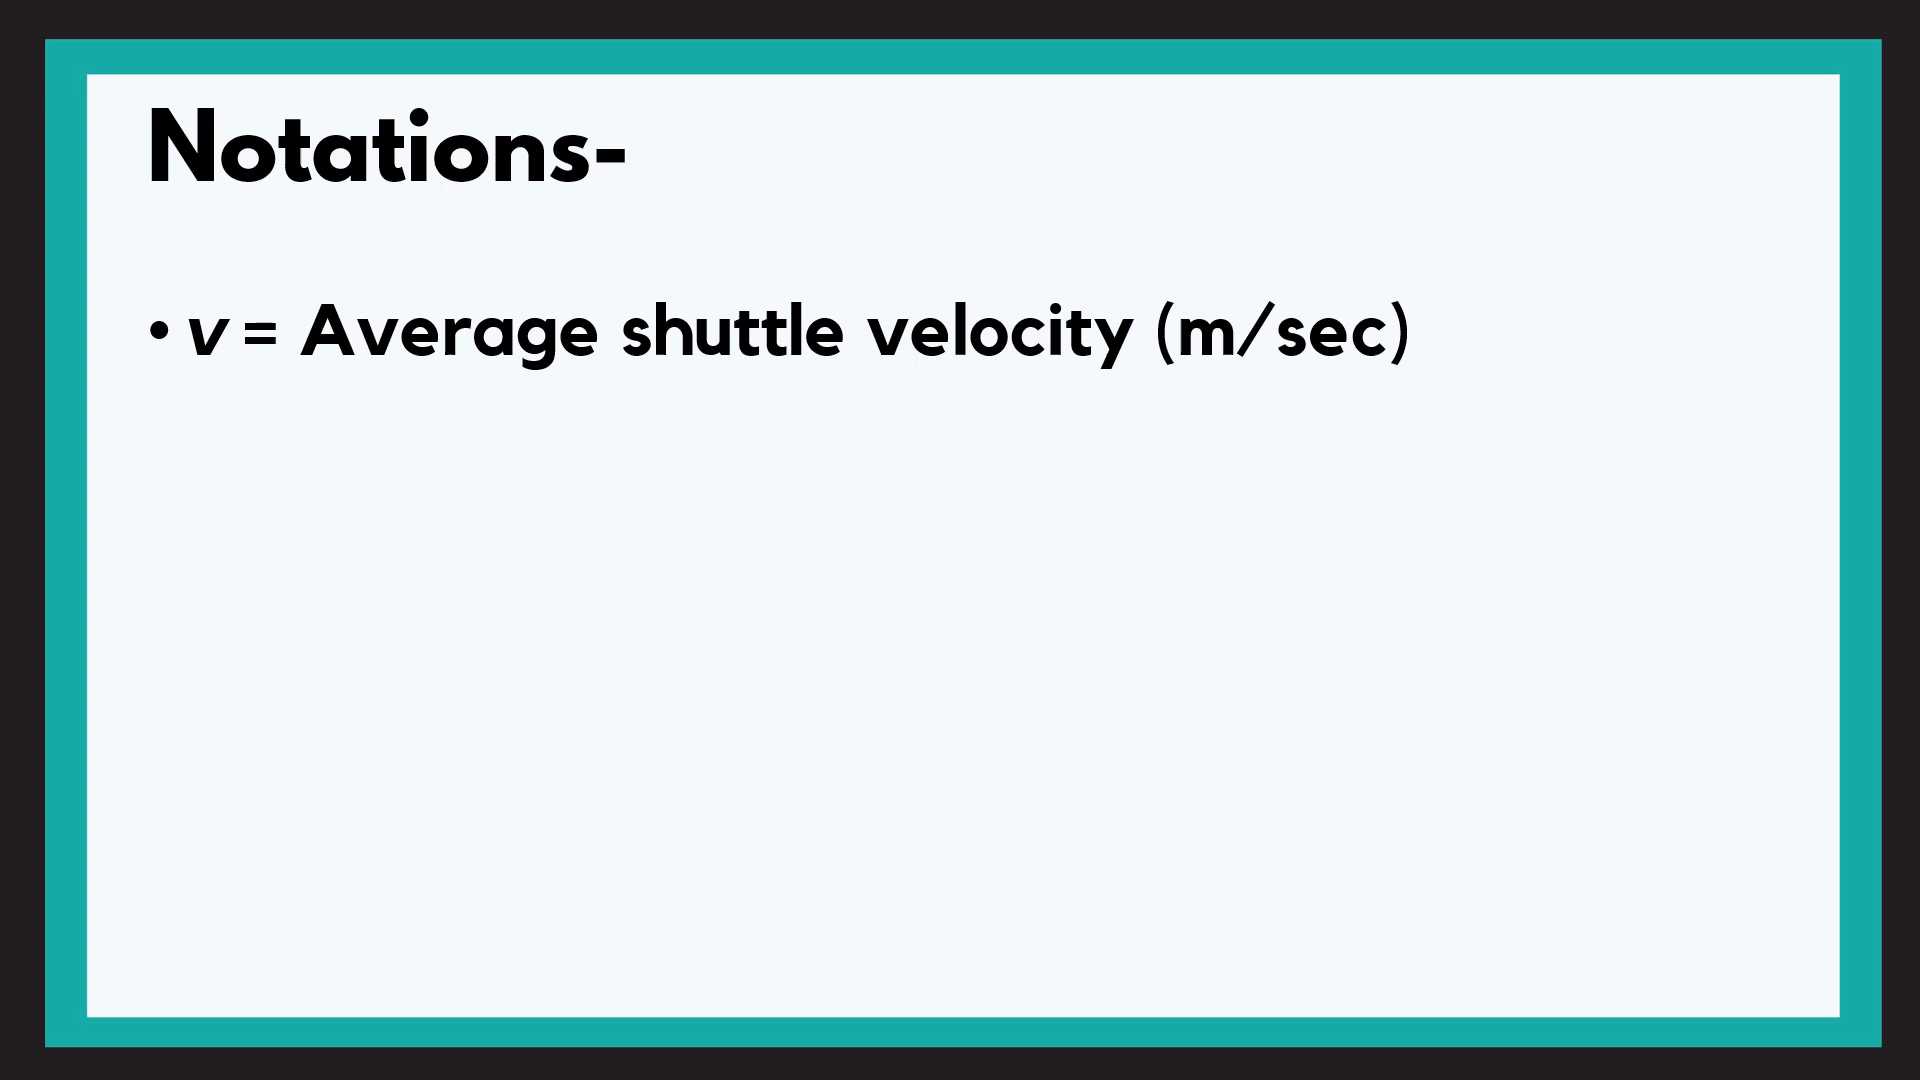 Notations-
• v = Average shuttle velocity (m/sec)